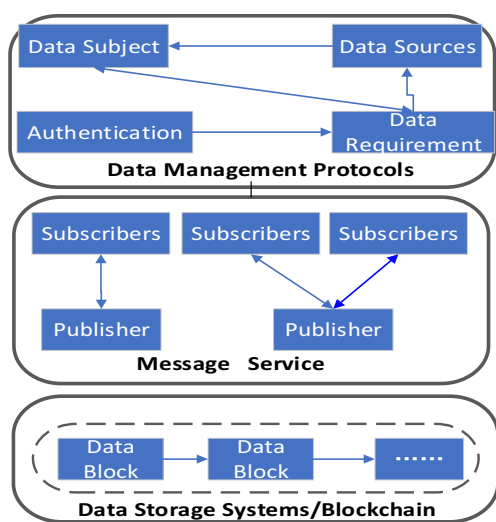 Data Subject
Data Sources
Authentication
Data
Requirement
Data Management Protocols
Subscribers
Subscribers
Subscribers
Publisher
Publisher
Message Service
Data
Block
Data
Block
......
Data Storage Systems/Blockchain